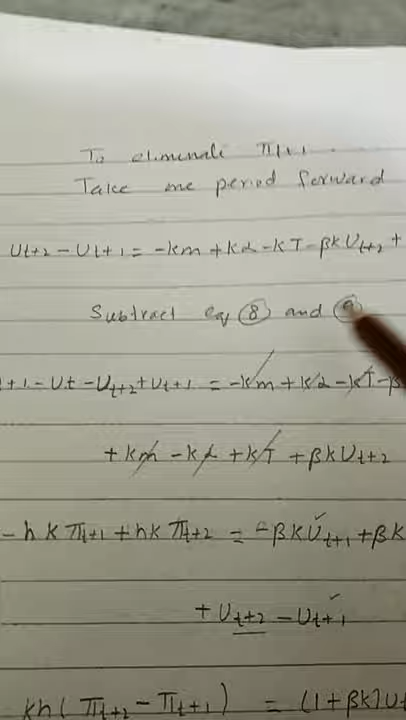 To eliminate π
Take one period forward
Ut+2 - Ut+1 = -km + kα - kT - βkUt+2 +
Subtract eq ⑧ and ⑨
+1 - Ut - Ut+2 + Ut+1 = -km + kα - kT - β
+ km - kα + kT + βkUt+2
- hkπt+1 + hkπt+2 = -βkUt+1 + βk
+ Ut+2 - Ut+1
kh(πt+2 - πt+1) = (1+βk)Ut